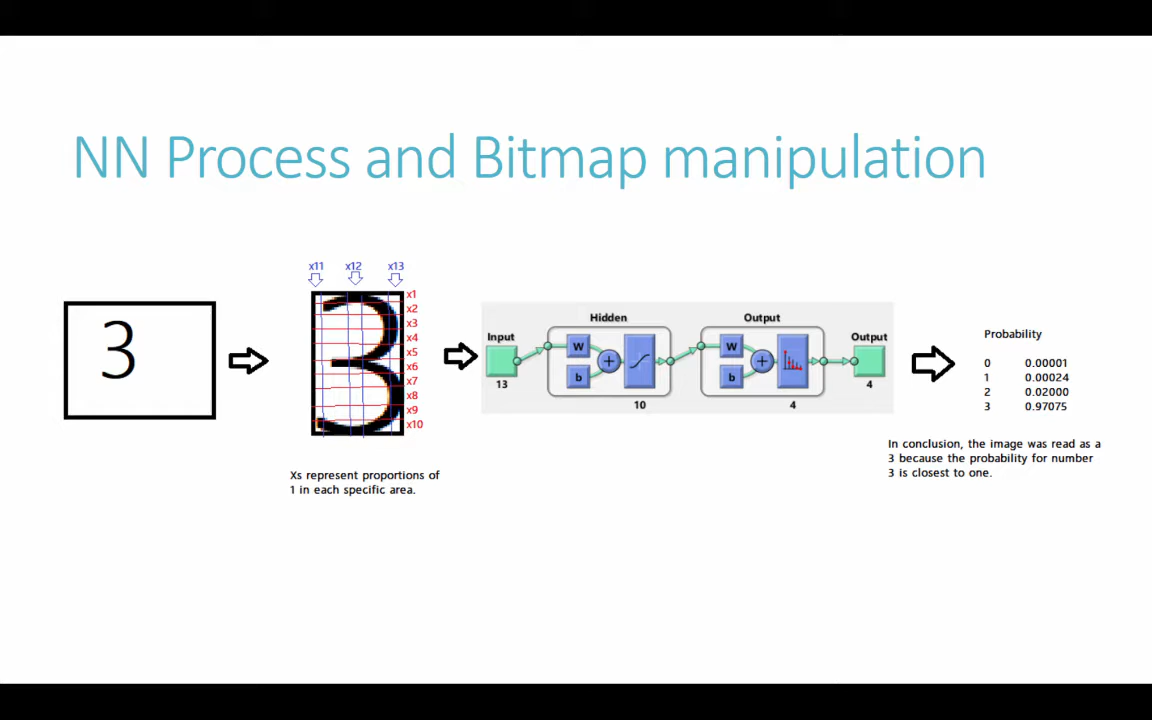 NN Process and Bitmap manipulation
3
x11 x12 x13
x1
x2
x3
x4
x5
x6
x7
x8
x9
x10
Xs represent proportions of
1 in each specific area.
Hidden
Output
Input
Output
W
b
W
b
13
10
4
4
Probability
0 0.00001
1 0.00024
2 0.02000
3 0.97075
In conclusion, the image was read as a
3 because the probability for number
3 is closest to one.